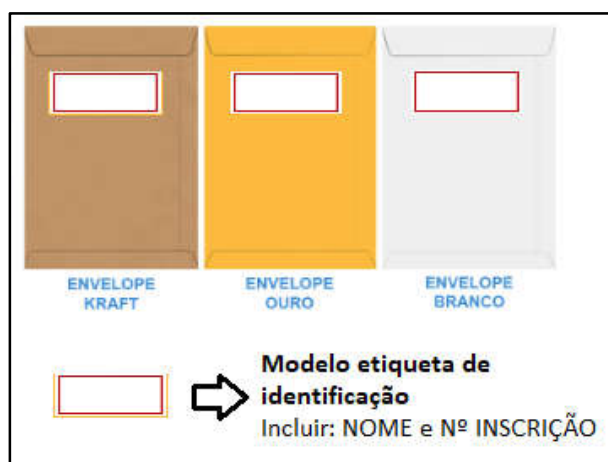 ENVELOPE
KRAFT
ENVELOPE
OURO
ENVELOPE
BRANCO
Modelo etiqueta de
identificação
Incluir: NOME e Nº INSCRIÇÃO